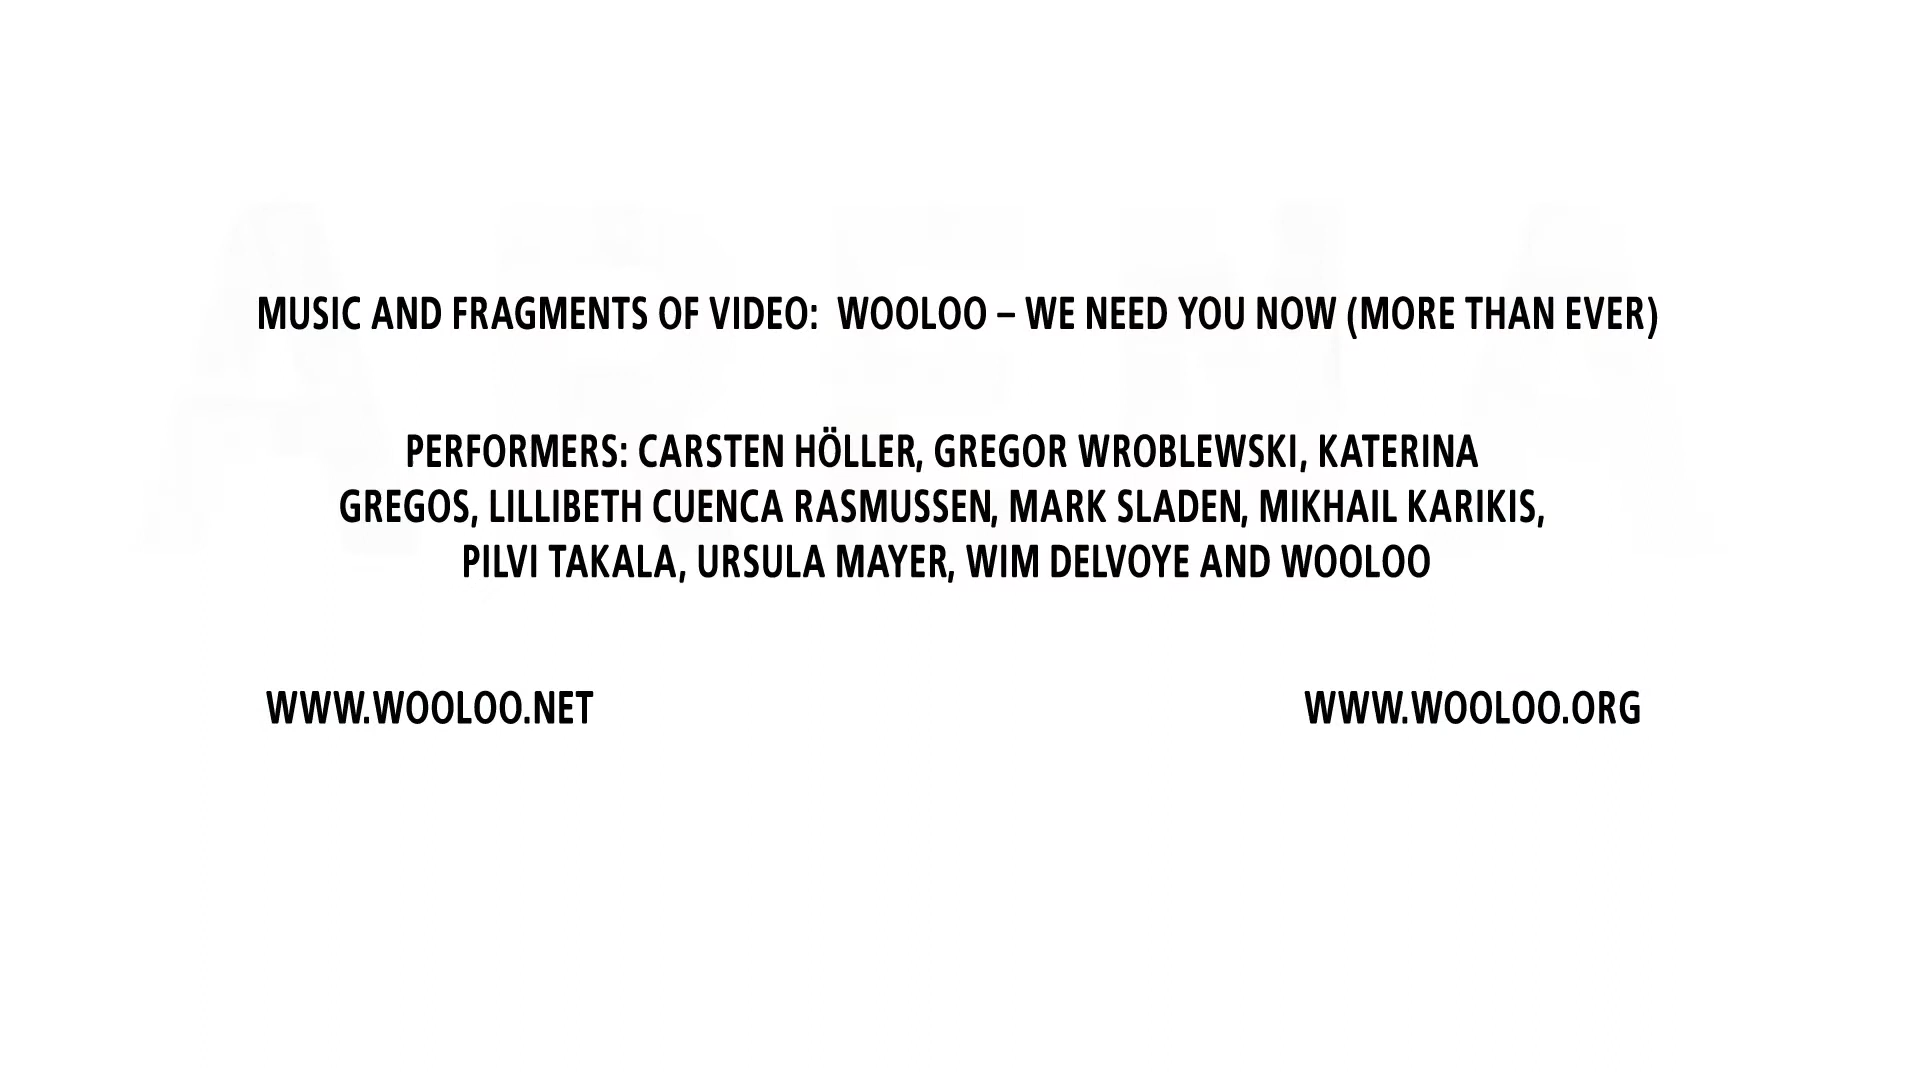 MUSIC AND FRAGMENTS OF VIDEO:  WOOLOO – WE NEED YOU NOW (MORE THAN EVER)
PERFORMERS: CARSTEN HÖLLER, GREGOR WROBLEWSKI, KATERINA
GREGOS, LILLIBETH CUENCA RASMUSSEN, MARK SLADEN, MIKHAIL KARIKIS,
PILVI TAKALA, URSULA MAYER, WIM DELVOYE AND WOOLOO
WWW.WOOLOO.NET
WWW.WOOLOO.ORG